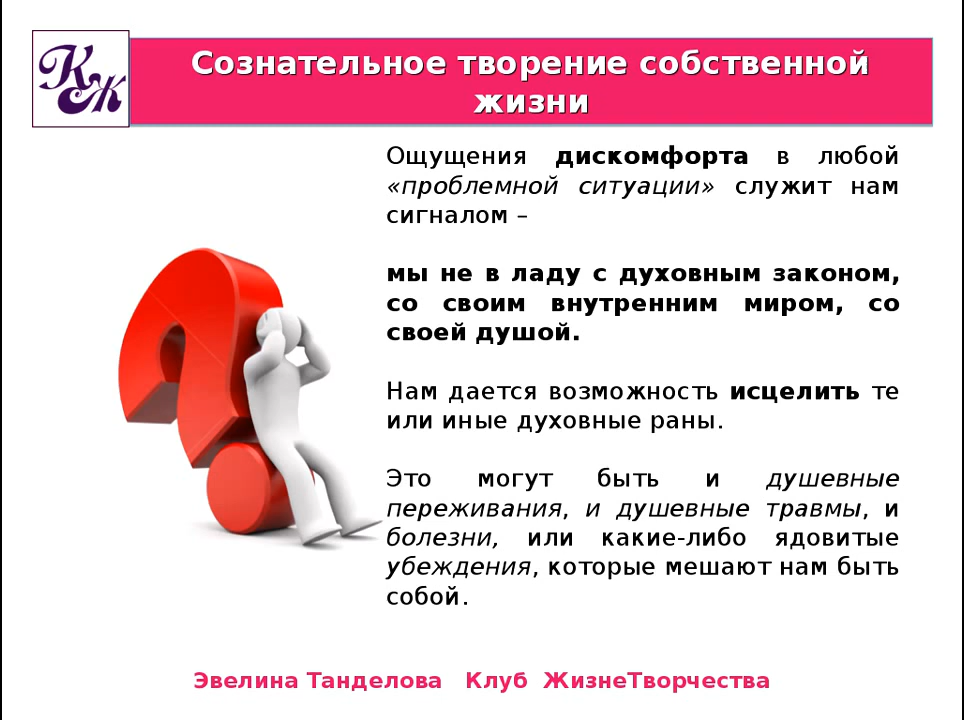 КЖ
Сознательное творение собственной
жизни
Ощущения дискомфорта в любой
«проблемной ситуации» служит нам
сигналом –
мы не в ладу с духовным законом,
со своим внутренним миром, со
своей душой.
Нам дается возможность исцелить те
или иные духовные раны.
Это могут быть и душевные
переживания, и душевные травмы, и
болезни, или какие-либо ядовитые
убеждения, которые мешают нам быть
собой.
Эвелина Танделова Клуб ЖизнеТворчества